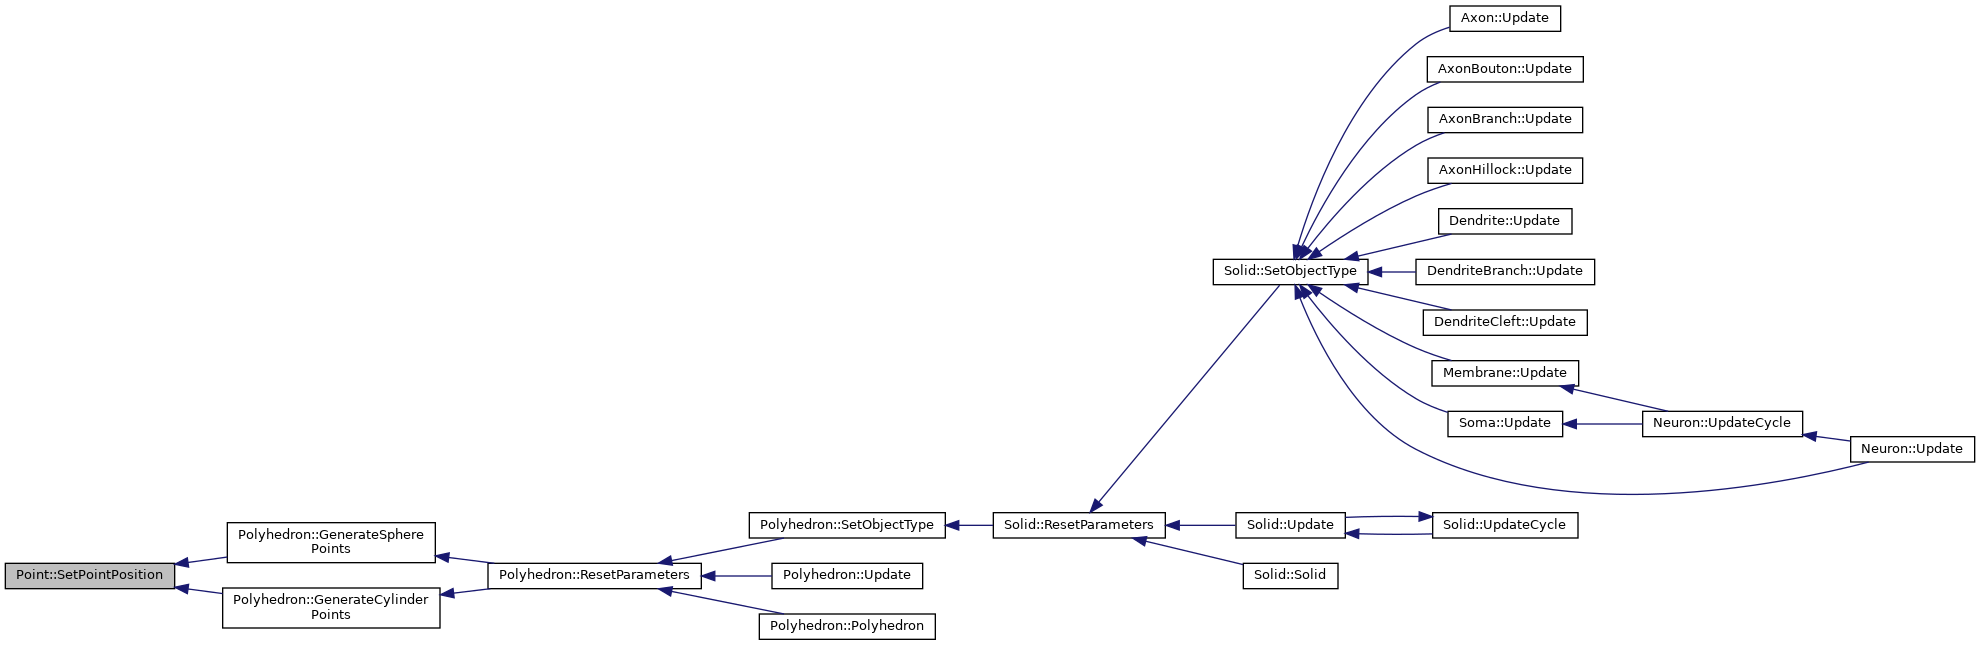 Axon::Update
AxonBouton::Update
AxonBranch::Update
AxonHillock::Update
Dendrite::Update
Solid::SetObjectType
DendriteBranch::Update
DendriteCleft::Update
Membrane::Update
Soma::Update
Neuron::UpdateCycle
Neuron::Update
Polyhedron::SetObjectType
Solid::ResetParameters
Solid::Update
Solid::UpdateCycle
Polyhedron::GenerateSphere
Points
Point::SetPointPosition
Polyhedron::ResetParameters
Polyhedron::Update
Solid::Solid
Polyhedron::GenerateCylinder
Points
Polyhedron::Polyhedron